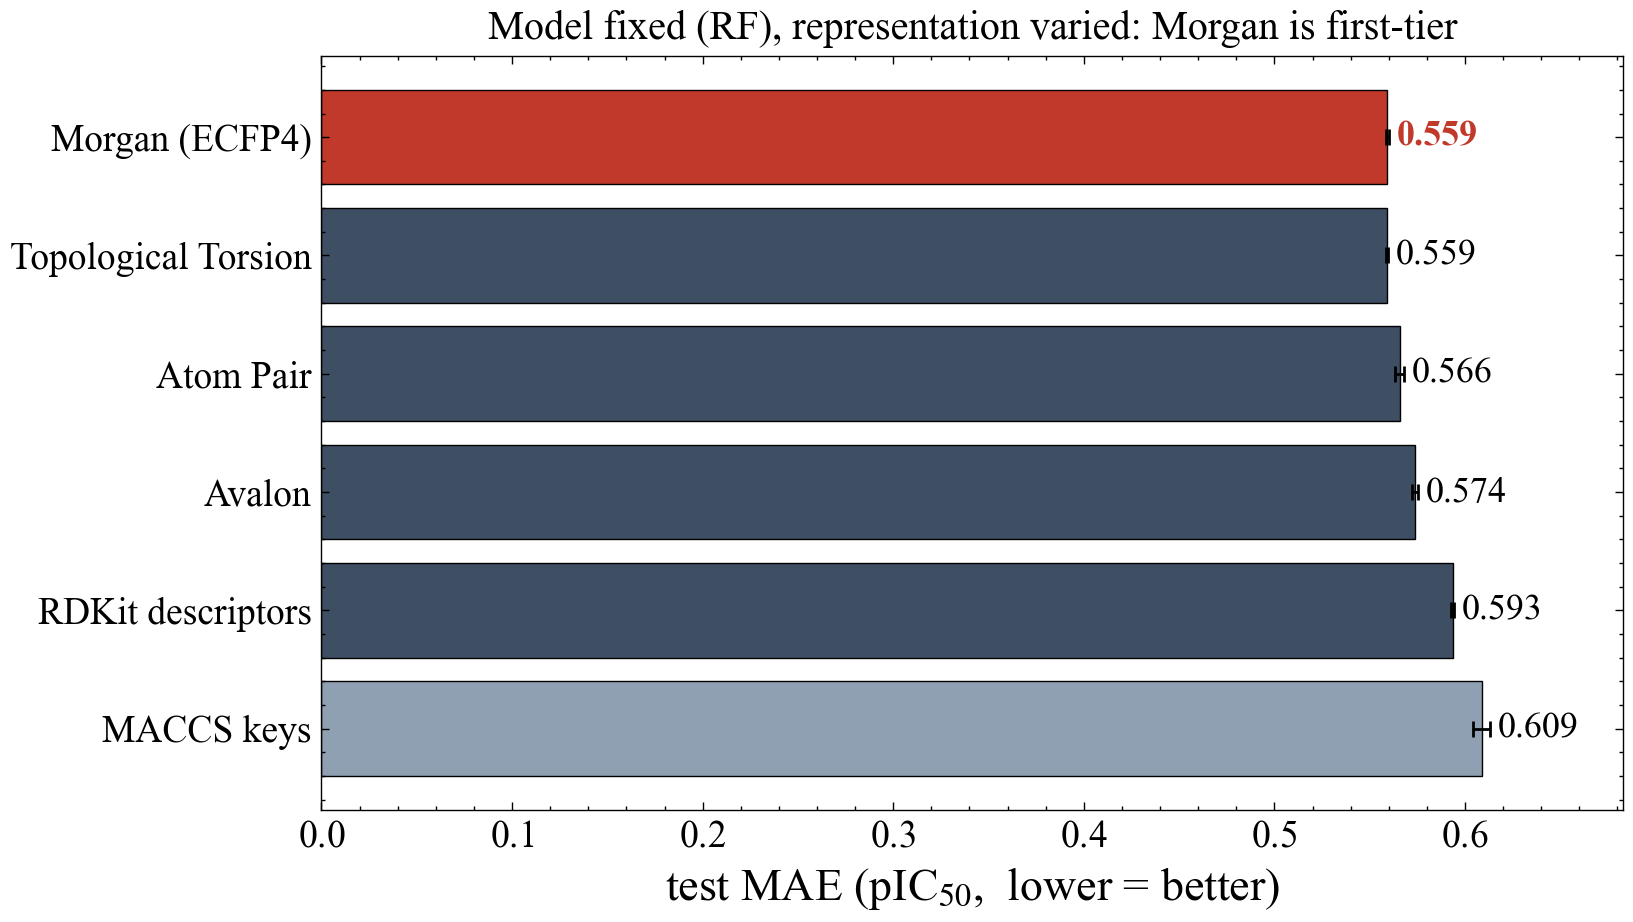 Model fixed (RF), representation varied: Morgan is first-tier
Morgan (ECFP4)
0.559
Topological Torsion
0.559
Atom Pair
0.566
Avalon
0.574
RDKit descriptors
0.593
MACCS keys
0.609
0.0 0.1 0.2 0.3 0.4 0.5 0.6
test MAE (pIC₅₀, lower = better)